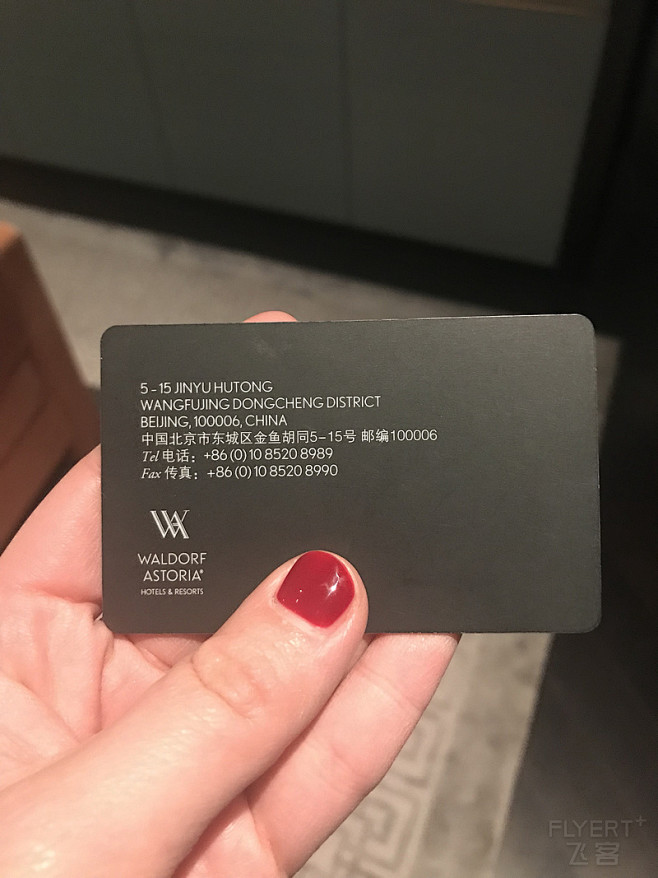 5-15 JINYU HUTONG
WANGFUJING DONGCHENG DISTRICT
BEIJING, 100006, CHINA
中国北京市东城区金鱼胡同5-15号 邮编100006
Tel 电话：+86 (0) 10 8520 8989
Fax 传真：+86 (0) 10 8520 8990
WA
WALDORF
ASTORIA®
HOTELS & RESORTS
FLYERT+
飞客